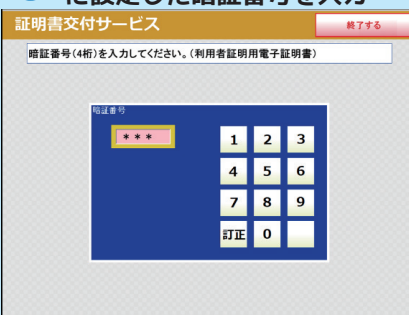 に設定した暗証番号を入力
証明書交付サービス
終了する
暗証番号(4桁)を入力してください。(利用者証明用電子証明書)
暗証番号
＊＊＊
1 2 3
4 5 6
7 8 9
訂正 0